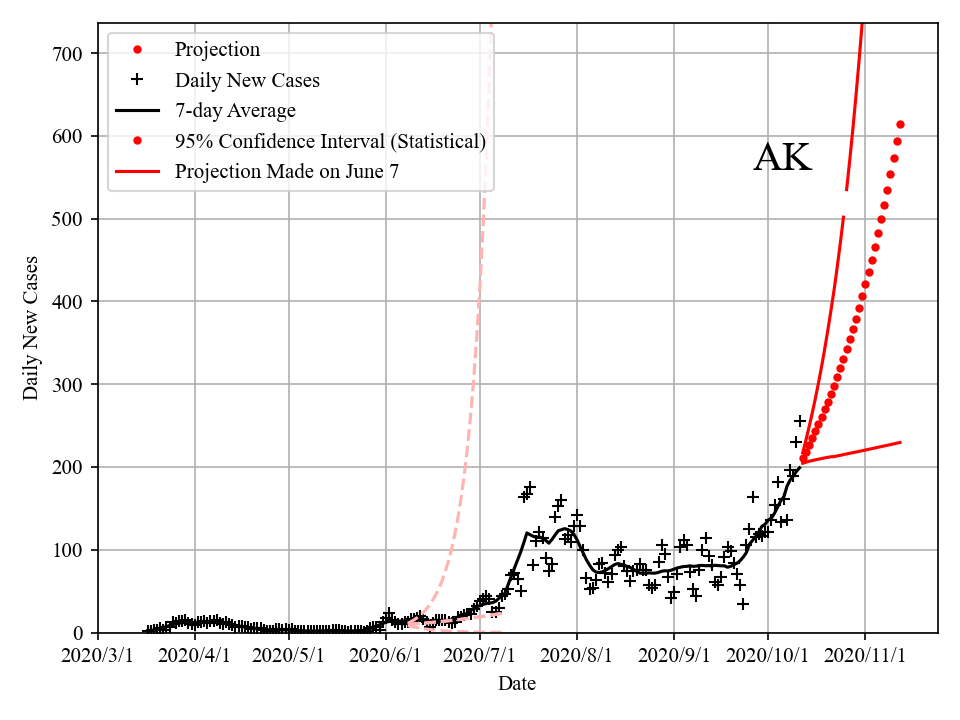 Projection
Daily New Cases
7-day Average
95% Confidence Interval (Statistical)
Projection Made on June 7
AK
700
600
500
400
300
200
100
0
Daily New Cases
2020/3/1 2020/4/1 2020/5/1 2020/6/1 2020/7/1 2020/8/1 2020/9/1 2020/10/1 2020/11/1
Date